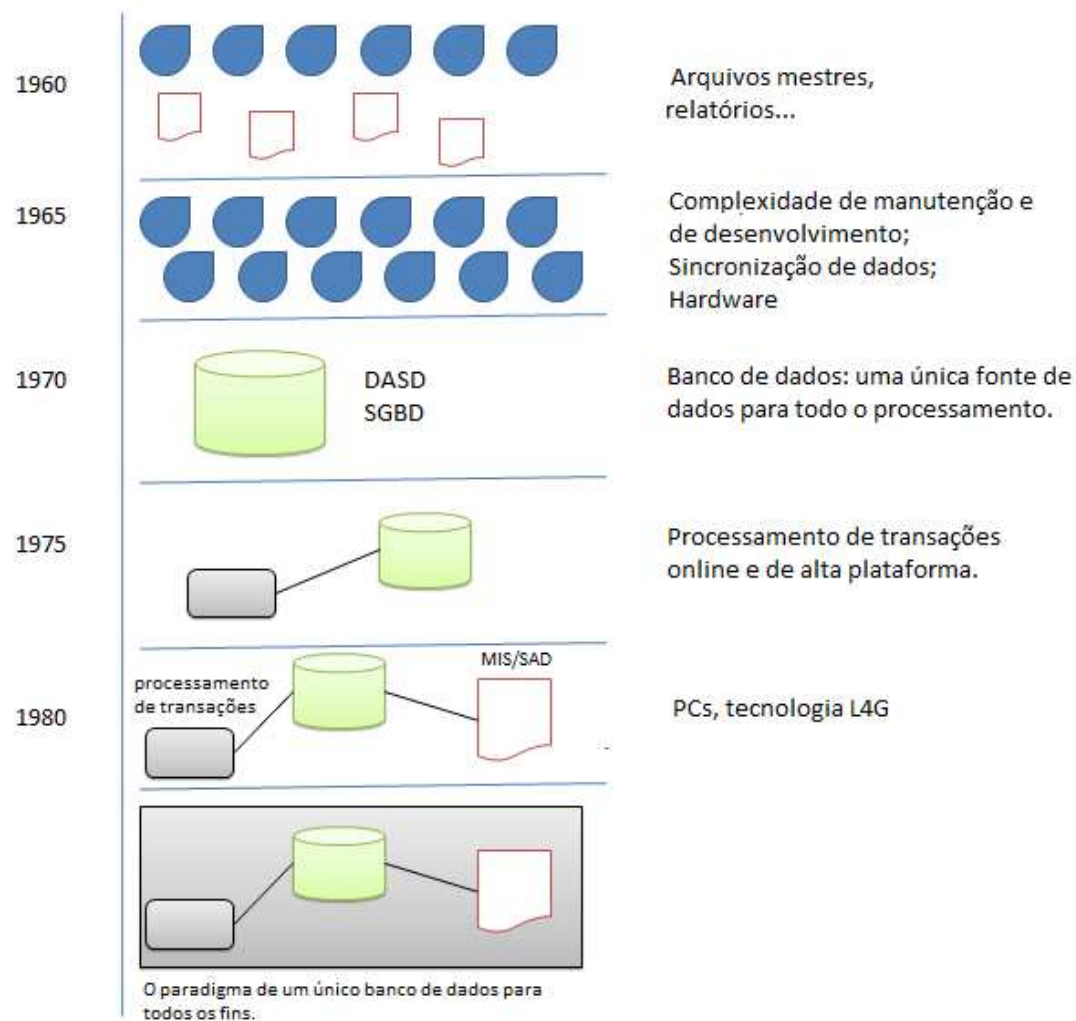 1960
Arquivos mestres,
relatórios...
1965
Complexidade de manutenção e
de desenvolvimento;
Sincronização de dados;
Hardware
1970
DASD
SGBD
Banco de dados: uma única fonte de
dados para todo o processamento.
1975
Processamento de transações
online e de alta plataforma.
1980
processamento
de transações
MIS/SAD
PCs, tecnologia L4G
O paradigma de um único banco de dados para
todos os fins.